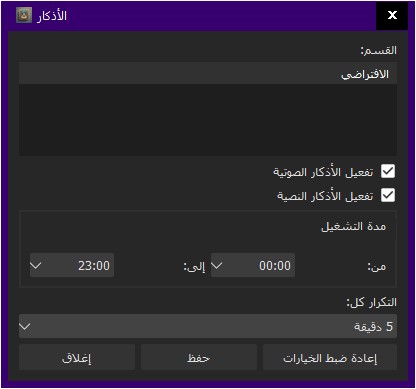 الأذكار
القسم:
الافتراضي
تفعيل الأذكار الصوتية
تفعيل الأذكار النصية
مدة التشغيل
من: 00:00 إلى: 23:00
التكرار كل:
5 دقيقة
إعادة ضبط الخيارات حفظ إغلاق